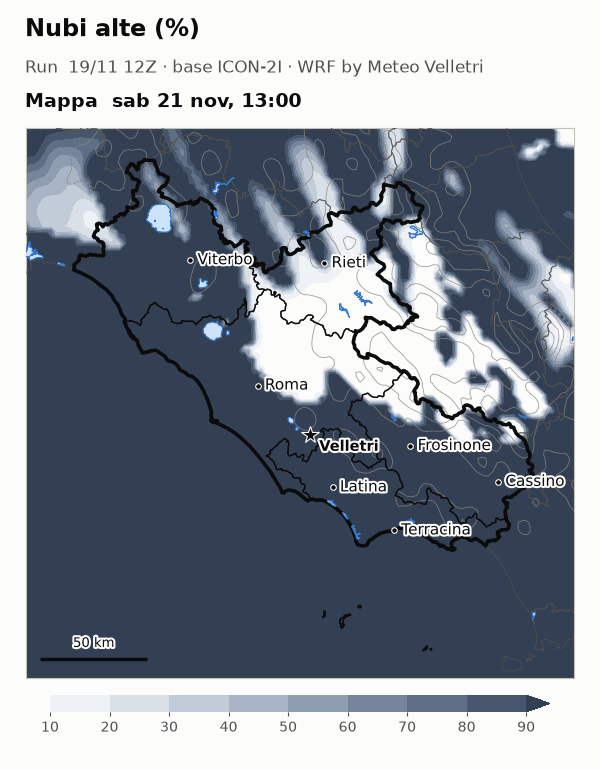 Nubi alte (%)
Run 19/11 12Z · base ICON-2I · WRF by Meteo Velletri
Mappa sab 21 nov, 13:00
Viterbo
Rieti
Roma
Velletri
Frosinone
Cassino
Latina
Terracina
50 km
10 20 30 40 50 60 70 80 90